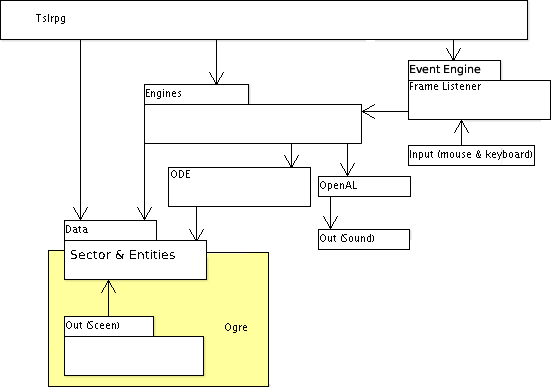 Tslrpg
Event Engine
Frame Listener
Engines
Input (mouse & keyboard)
ODE
OpenAL
Data
Out (Sound)
Sector & Entities
Out (Sceen)
Ogre